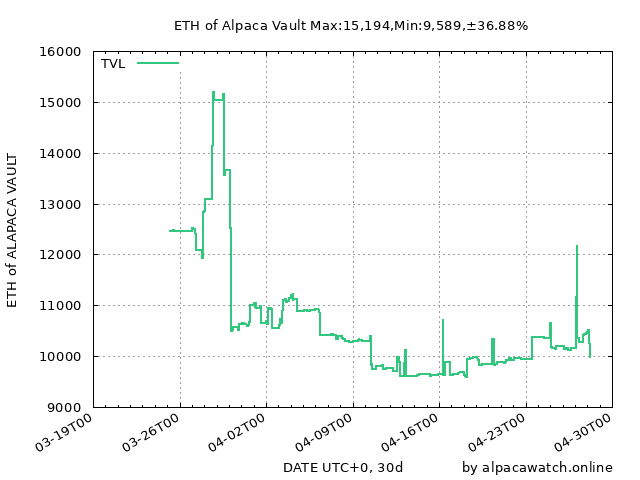 ETH of Alpaca Vault Max:15,194,Min:9,589,±36.88%
16000
TVL
15000
14000
13000
12000
11000
10000
9000
ETH of ALAPACA VAULT
03-19T00
03-26T00
04-02T00
04-09T00
04-16T00
04-23T00
04-30T00
DATE UTC+0, 30d
by alpacawatch.online